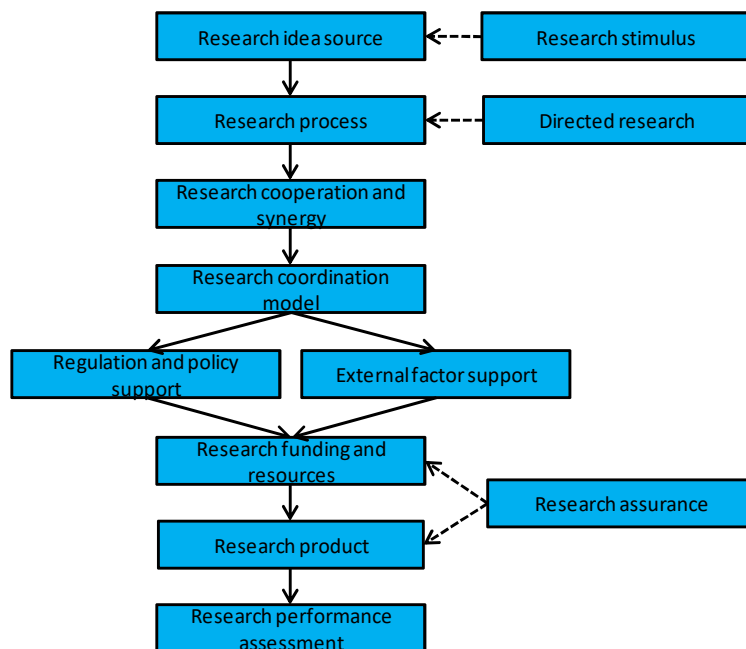 Research idea source
Research stimulus
Research process
Directed research
Research cooperation and
synergy
Research coordination
model
Regulation and policy
support
External factor support
Research funding and
resources
Research assurance
Research product
Research performance
assessment